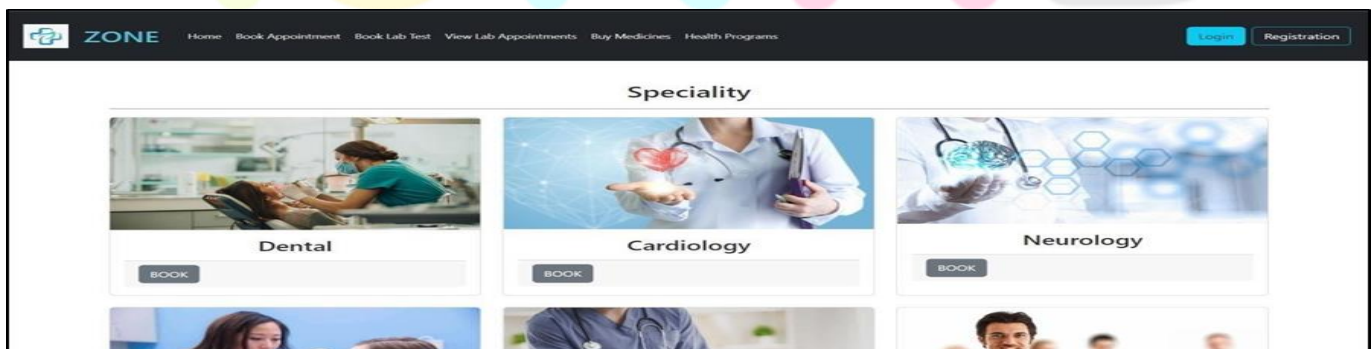 ZONE Home Book Appointment Book Lab Test View Lab Appointments Buy Medicines Health Programs Login Registration
Speciality
Dental Cardiology Neurology
BOOK BOOK BOOK